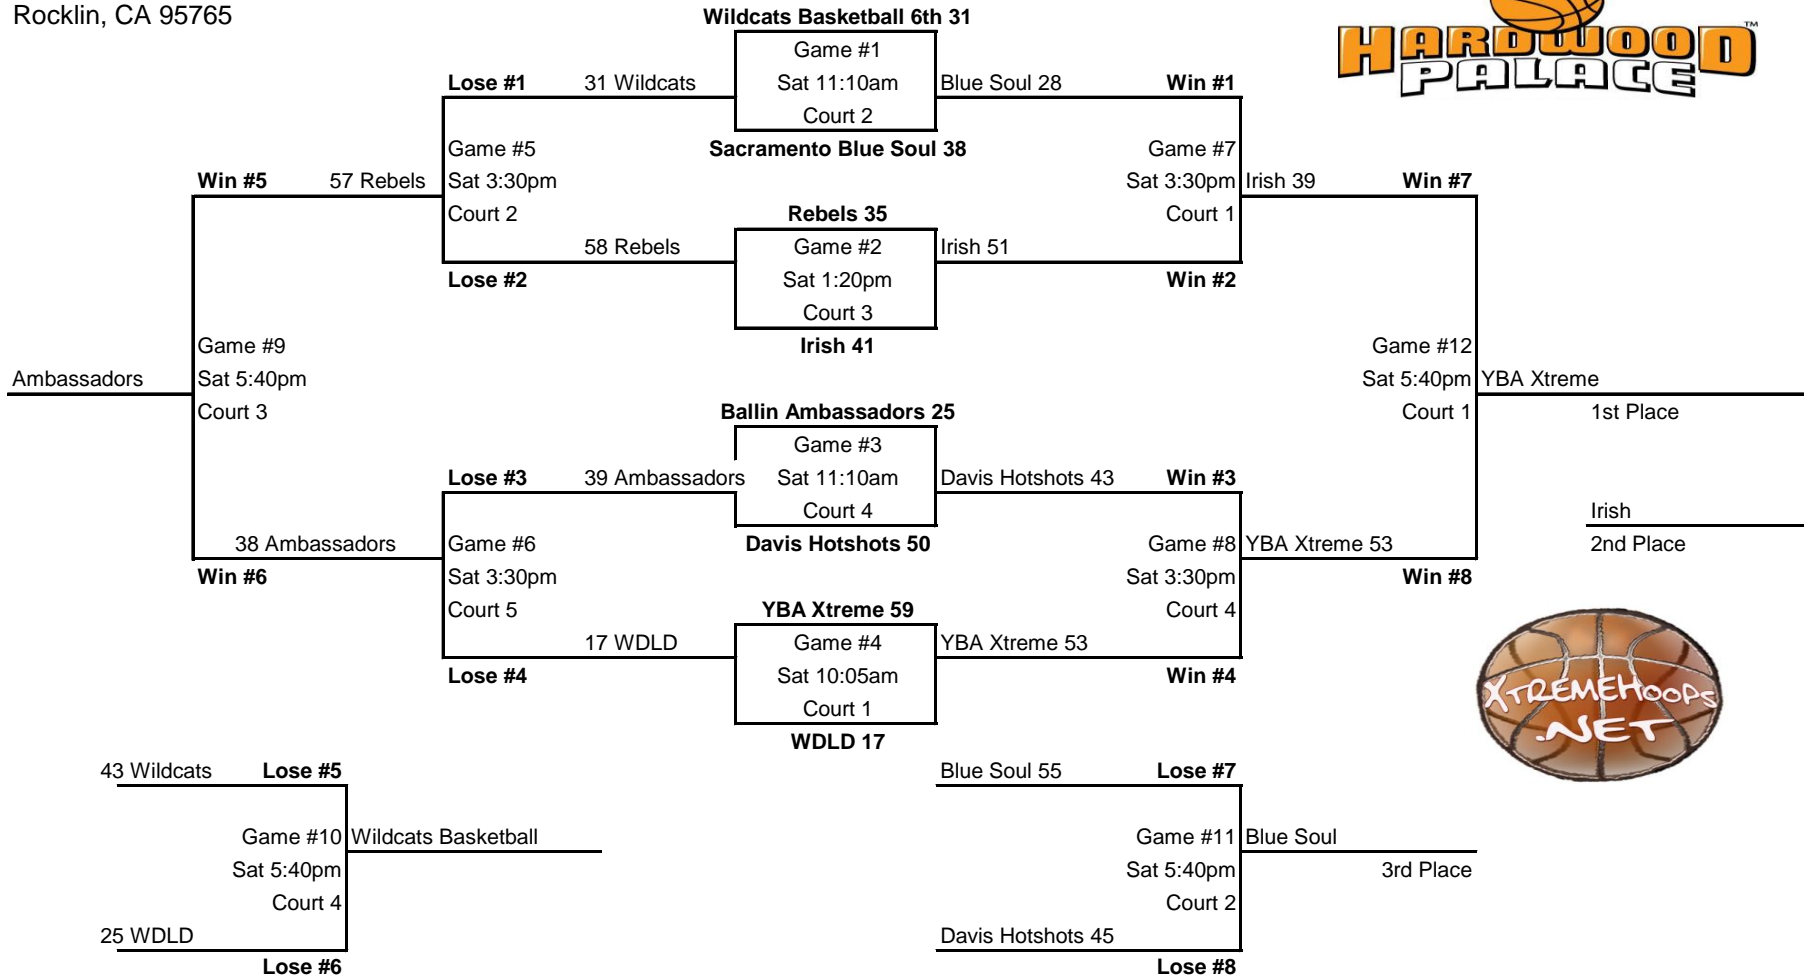 Rocklin, CA 95765
Wildcats Basketball 6th 31
HARDWOOD
PALACE
™
Game #1
Lose #1 31 Wildcats Sat 11:10am Blue Soul 28 Win #1
Court 2
Game #5 Sacramento Blue Soul 38 Game #7
Win #5 57 Rebels Sat 3:30pm Sat 3:30pm Irish 39 Win #7
Court 2 Rebels 35 Court 1
58 Rebels Game #2 Irish 51
Lose #2 Sat 1:20pm Win #2
Court 3
Game #9 Irish 41 Game #12
Ambassadors Sat 5:40pm Sat 5:40pm YBA Xtreme
Court 3 Ballin Ambassadors 25 Court 1 1st Place
Game #3
Lose #3 39 Ambassadors Sat 11:10am Davis Hotshots 43 Win #3
Court 4 Irish
38 Ambassadors Game #6 Davis Hotshots 50 Game #8 YBA Xtreme 53 2nd Place
Win #6 Sat 3:30pm Sat 3:30pm Win #8
Court 5 YBA Xtreme 59 Court 4
17 WDLD Game #4 YBA Xtreme 53
Lose #4 Sat 10:05am Win #4
Court 1
WDLD 17
XTREMEHOOPS
.NET
43 Wildcats Lose #5 Blue Soul 55 Lose #7
Game #10 Wildcats Basketball Game #11 Blue Soul
Sat 5:40pm Sat 5:40pm 3rd Place
Court 4 Court 2
25 WDLD Davis Hotshots 45
Lose #6 Lose #8